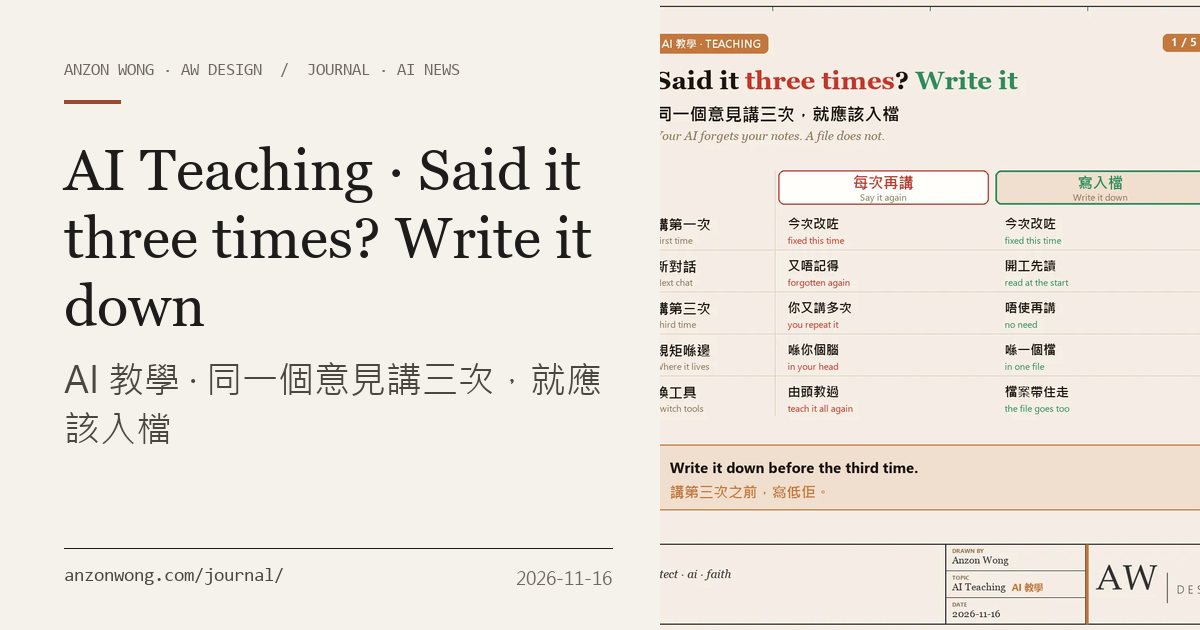 ANZON WONG · AW DESIGN / JOURNAL · AI NEWS
AI Teaching · Said it
three times? Write it
down
AI 教學 · 同一個意見講三次，就應
該入檔
anzonwong.com/journal/
2026-11-16
AI 教學 · TEACHING
1 / 5
Said it three times? Write it
同一個意見講三次，就應該入檔
Your AI forgets your notes. A file does not.
每次再講
Say it again
寫入檔
Write it down
講第一次
今次改咗
今次改咗
first time
fixed this time
fixed this time
新對話
又唔記得
開工先讀
Next chat
forgotten again
read at the start
講第三次
你又講多次
唔使再講
third time
you repeat it
no need
規矩喺邊
喺你個腦
喺一個檔
Where it lives
in your head
in one file
換工具
由頭教過
檔案帶住走
switch tools
teach it all again
the file goes too
Write it down before the third time.
講第三次之前，寫低佢。
tect · ai · faith
DRAWN BY
Anzon Wong
TOPIC
AI Teaching AI 教學
DATE
2026-11-16
AW
DES